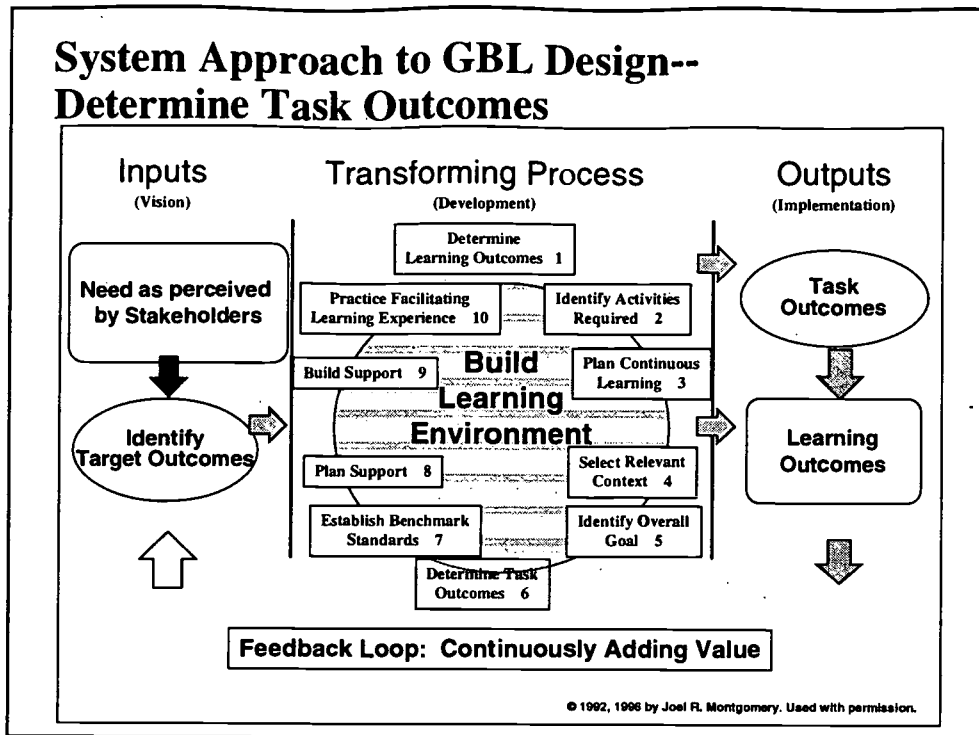 System Approach to GBL Design--
Determine Task Outcomes
Inputs
(Vision)
Transforming Process
(Development)
Outputs
(Implementation)
Need as perceived
by Stakeholders
Identify
Target Outcomes
Determine
Learning Outcomes 1
Identify Activities
Required 2
Plan Continuous
Learning 3
Select Relevant
Context 4
Identify Overall
Goal 5
Determine Task
Outcomes 6
Establish Benchmark
Standards 7
Plan Support 8
Build Support 9
Practice Facilitating
Learning Experience 10
Build
Learning
Environment
Task
Outcomes
Learning
Outcomes
Feedback Loop: Continuously Adding Value
© 1992, 1996 by Joel R. Montgomery. Used with permission.